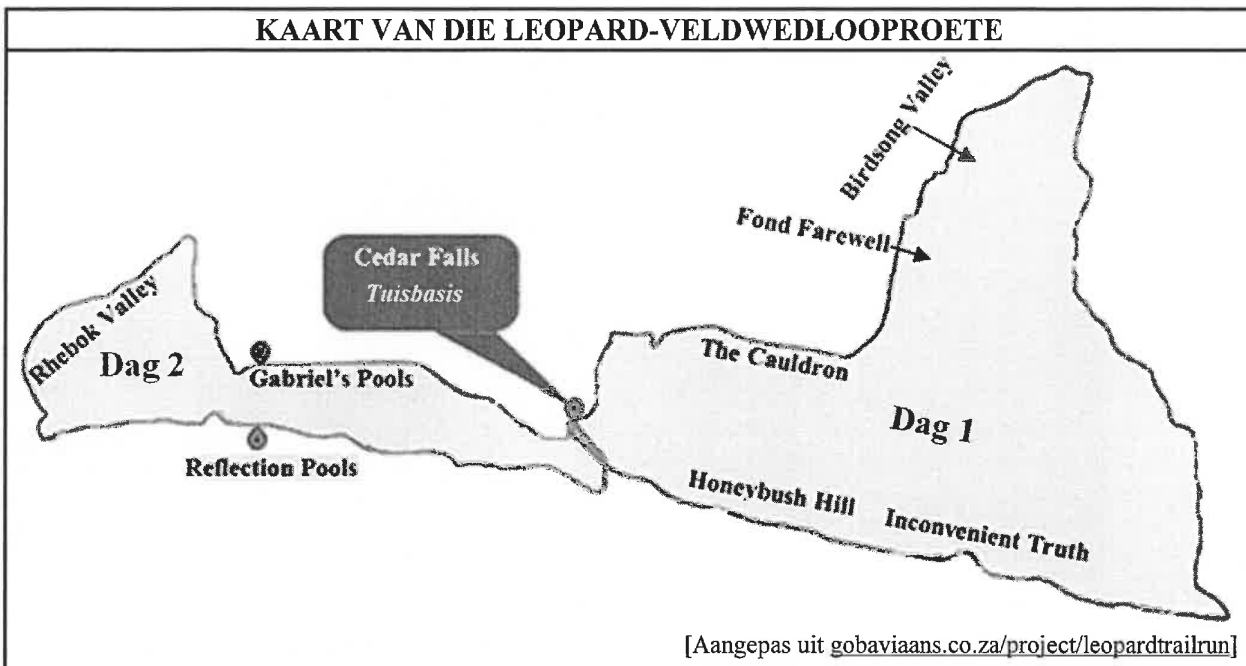 KAART VAN DIE LEOPARD-VELDWEDLOOPROETE
Birdsong Valley
Fond Farewell
Cedar Falls
Tuisbasis
Rhebok Valley
Dag 2
Gabriel's Pools
The Cauldron
Dag 1
Reflection Pools
Honeybush Hill
Inconvenient Truth
[Aangepas uit gobaviaans.co.za/project/leopardtrailrun]